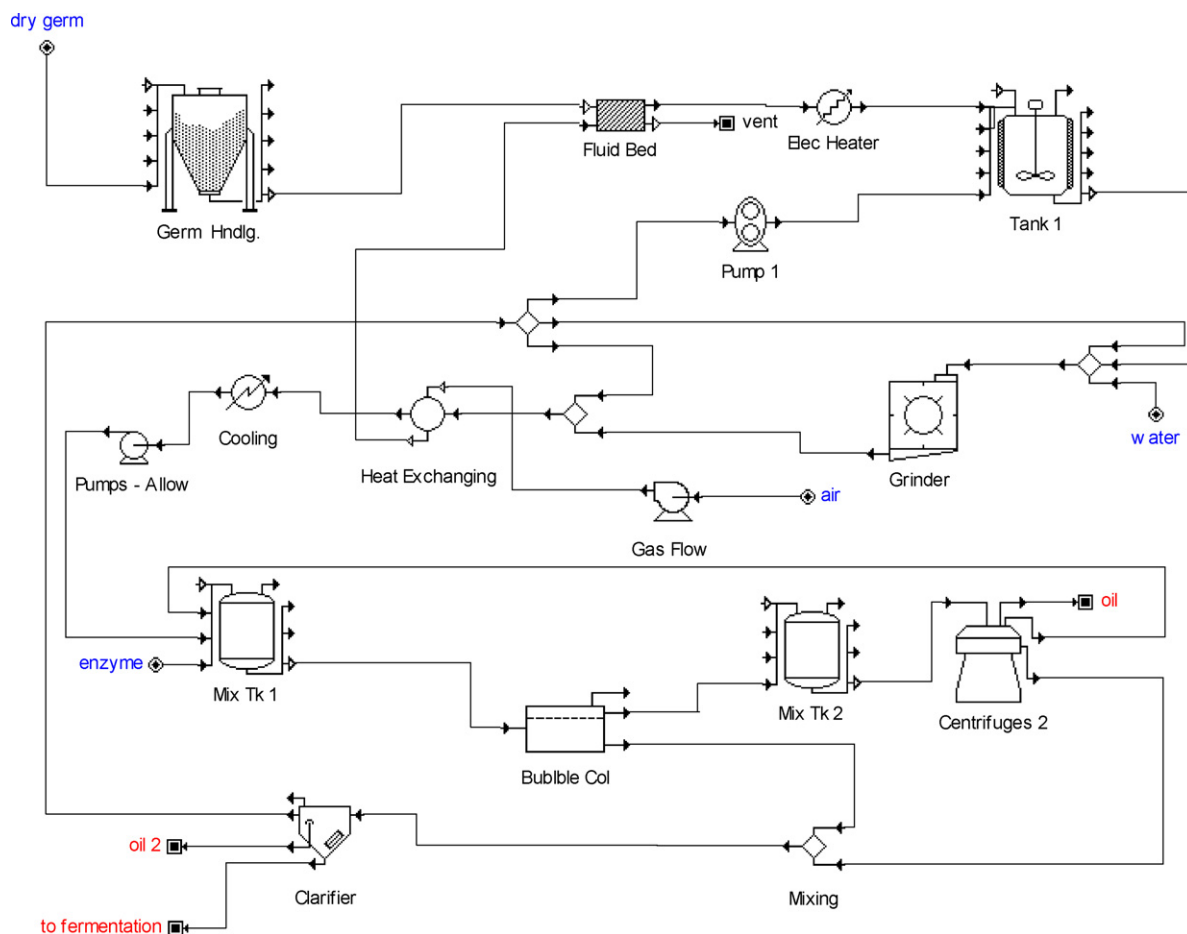 dry germ
Germ Hndlg.
Fluid Bed
vent
Elec Heater
Tank 1
Pump 1
Cooling
Pumps - Allow
Heat Exchanging
Grinder
water
air
Gas Flow
enzyme
Mix Tk 1
Bublble Col
Mix Tk 2
Centrifuges 2
oil
oil 2
Clarifier
Mixing
to fermentation